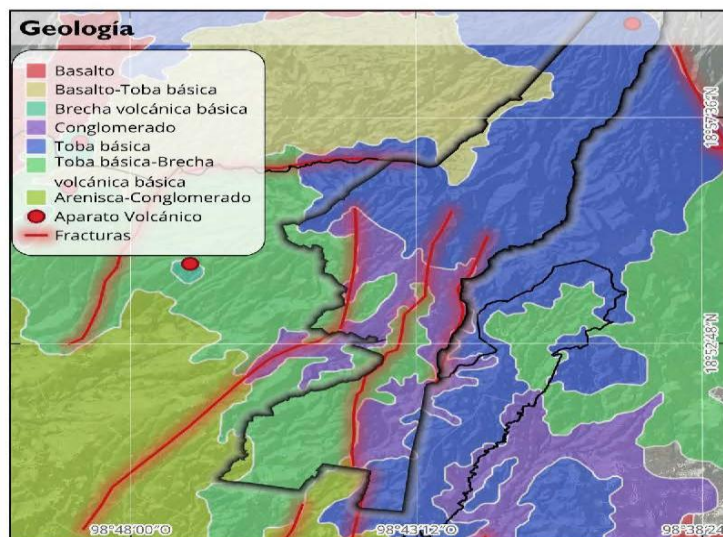 Geología
Basalto
Basalto-Toba básica
Brecha volcánica básica
Conglomerado
Toba básica
Toba básica-Brecha
volcánica básica
Arenisca-Conglomerado
Aparato Volcánico
Fracturas
18°57'36"N
18°52'48"N
98°48'00"O
98°43'12"O
98°38'24